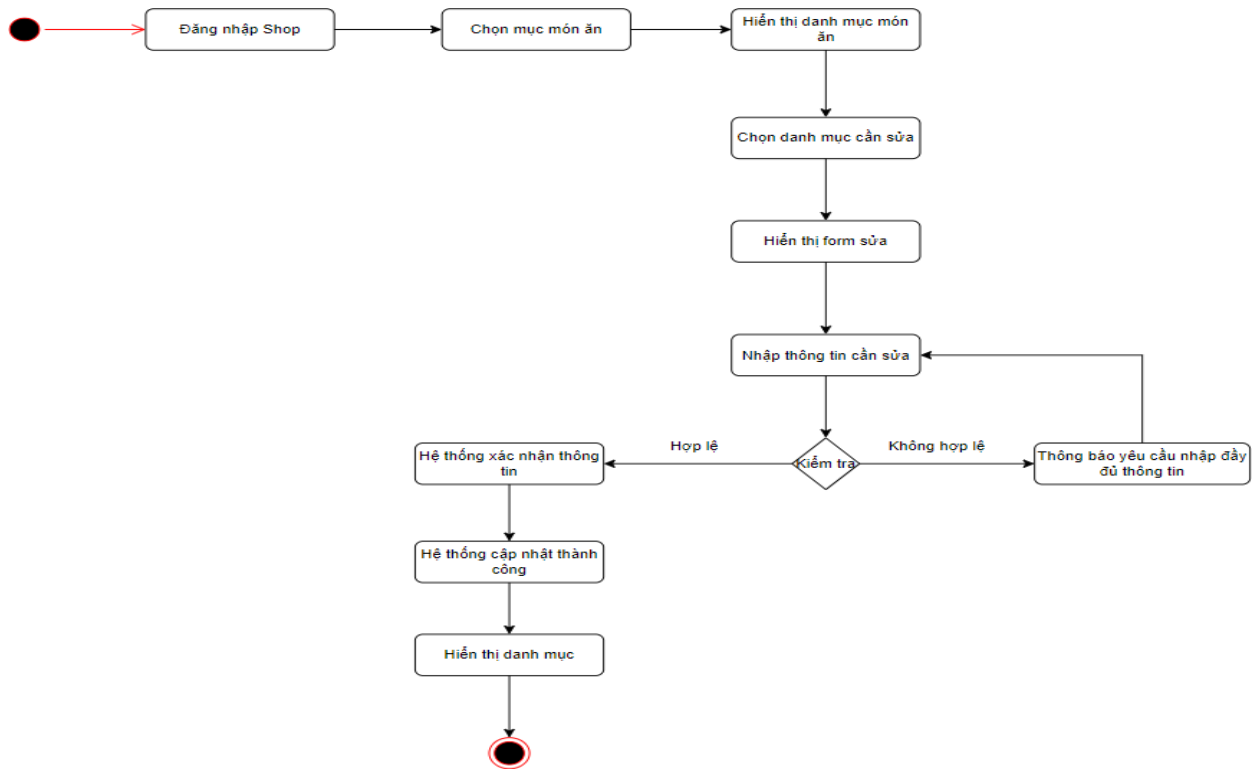 Đăng nhập Shop
Chọn mục món ăn
Hiển thị danh mục món
ăn
Chọn danh mục cần sửa
Hiển thị form sửa
Nhập thông tin cần sửa
Kiểm tra
Hợp lệ
Không hợp lệ
Hệ thống xác nhận thông
tin
Thông báo yêu cầu nhập đầy
đủ thông tin
Hệ thống cập nhật thành
công
Hiển thị danh mục